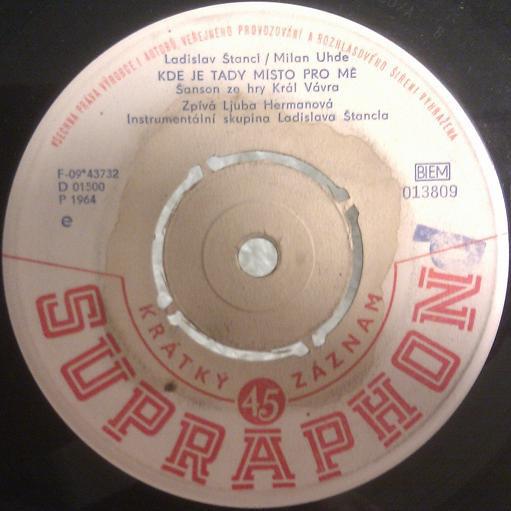 VŠECHNA PRÁVA VÝROBCE I AUTORŮ, VEŘEJNÉHO PROVOZOVÁNÍ A ROZHLASOVÉHO ŠÍŘENÍ VYHRAŽENA
Ladislav Štancl / Milan Uhde
KDE JE TADY MÍSTO PRO MĚ
Šanson ze hry Král Vávra
Zpívá Ljuba Hermanová
Instrumentální skupina Ladislava Štancla
F-09*43732
D 01500
P 1964
e
BIEM
013809
KRÁTKÝ 45 ZÁZNAM
SUPRAPHON